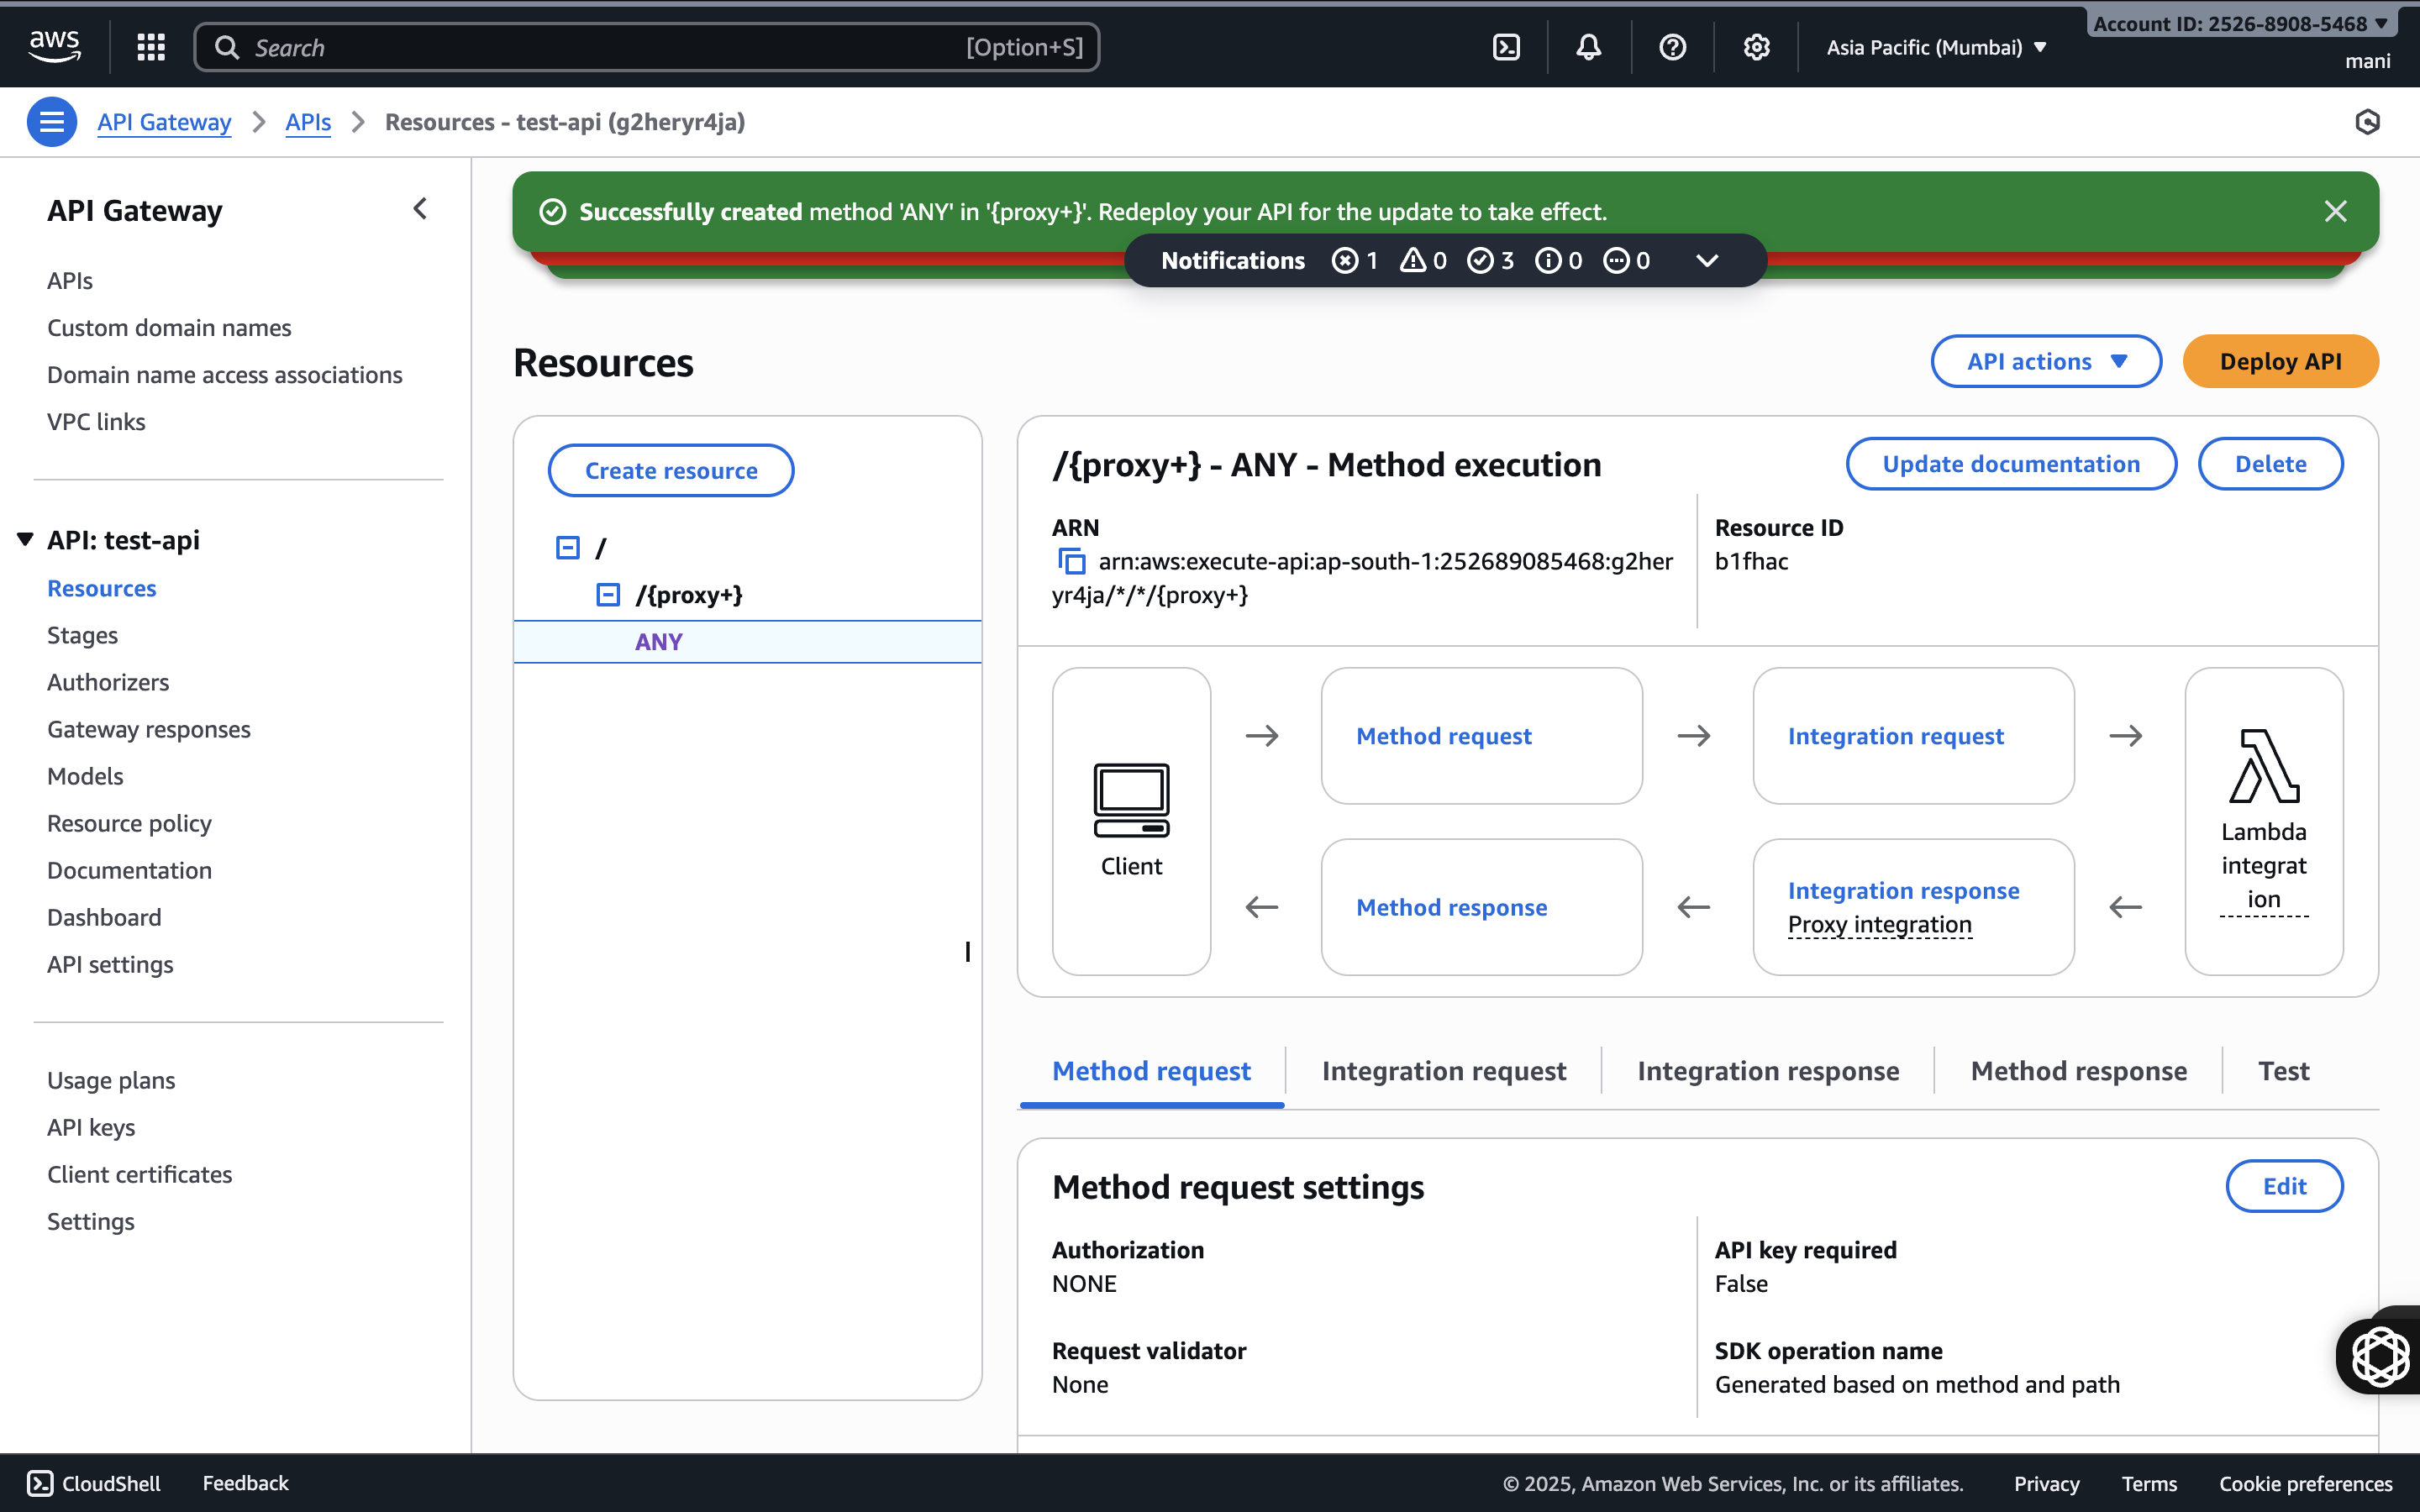 aws
Search
[Option+S]
Asia Pacific (Mumbai)
Account ID: 2526-8908-5468
mani
API Gateway
APIs
Resources - test-api (g2heryr4ja)
API Gateway
APIs
Custom domain names
Domain name access associations
VPC links
API: test-api
Resources
Stages
Authorizers
Gateway responses
Models
Resource policy
Documentation
Dashboard
API settings
Usage plans
API keys
Client certificates
Settings
Successfully created method 'ANY' in '{proxy+}'. Redeploy your API for the update to take effect.
Notifications 1 0 3 0 0
Resources
API actions
Deploy API
Create resource
/
/{proxy+}
ANY
/{proxy+} - ANY - Method execution
Update documentation
Delete
ARN
arn:aws:execute-api:ap-south-1:252689085468:g2her
yr4ja/*/*/{proxy+}
Resource ID
b1fhac
Client
Method request
Integration request
Method response
Integration response
Proxy integration
Lambda
integrat
ion
Method request
Integration request
Integration response
Method response
Test
Method request settings
Edit
Authorization
NONE
API key required
False
Request validator
None
SDK operation name
Generated based on method and path
CloudShell
Feedback
© 2025, Amazon Web Services, Inc. or its affiliates.
Privacy
Terms
Cookie preferences